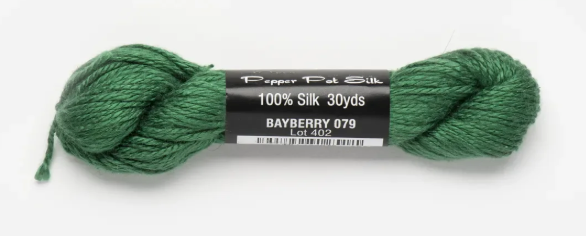 Pepper Pot Silk
100% Silk 30yds
BAYBERRY 079
Lot 402